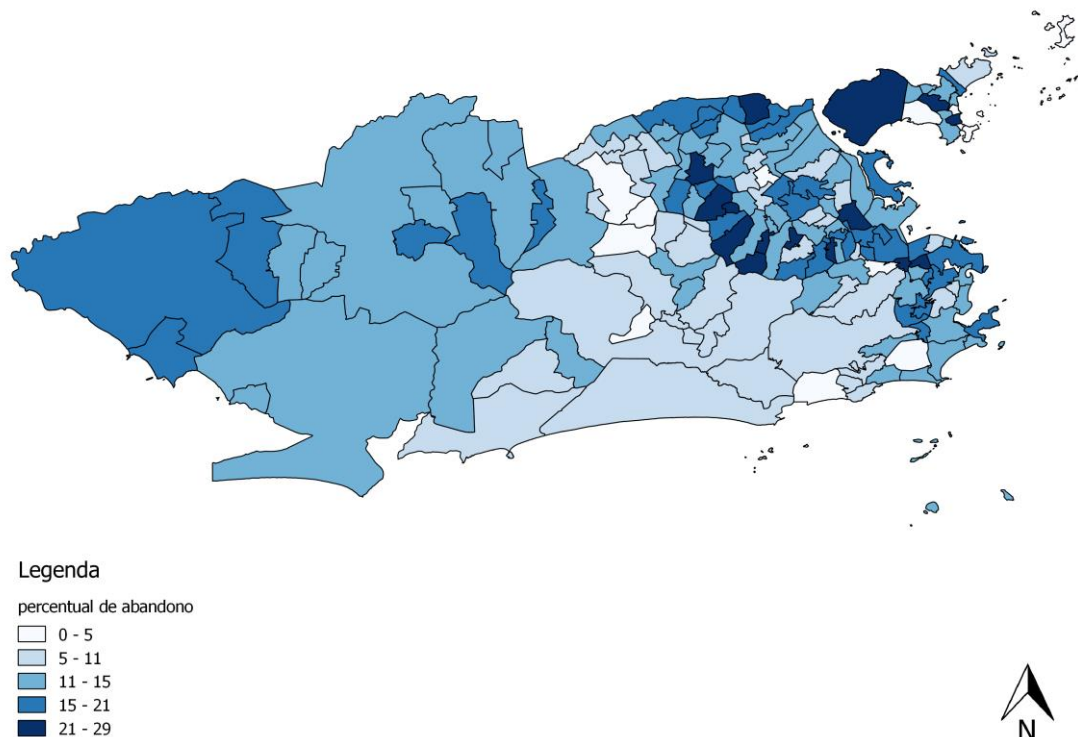 Legenda
percentual de abandono
0 - 5
5 - 11
11 - 15
15 - 21
21 - 29
N